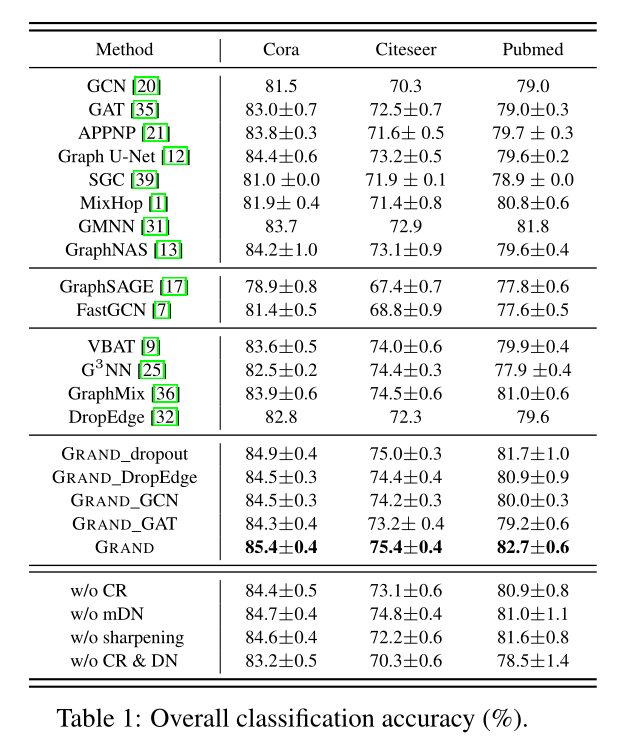 Method Cora Citeseer Pubmed
GCN [20] 81.5 70.3 79.0
GAT [35] 83.0±0.7 72.5±0.7 79.0±0.3
APPNP [21] 83.8±0.3 71.6± 0.5 79.7 ± 0.3
Graph U-Net [12] 84.4±0.6 73.2±0.5 79.6±0.2
SGC [39] 81.0 ±0.0 71.9 ± 0.1 78.9 ± 0.0
MixHop [1] 81.9± 0.4 71.4±0.8 80.8±0.6
GMNN [31] 83.7 72.9 81.8
GraphNAS [13] 84.2±1.0 73.1±0.9 79.6±0.4
GraphSAGE [17] 78.9±0.8 67.4±0.7 77.8±0.6
FastGCN [7] 81.4±0.5 68.8±0.9 77.6±0.5
VBAT [9] 83.6±0.5 74.0±0.6 79.9±0.4
G³NN [25] 82.5±0.2 74.4±0.3 77.9 ±0.4
GraphMix [36] 83.9±0.6 74.5±0.6 81.0±0.6
DropEdge [32] 82.8 72.3 79.6
GRAND_dropout 84.9±0.4 75.0±0.3 81.7±1.0
GRAND_DropEdge 84.5±0.3 74.4±0.4 80.9±0.9
GRAND_GCN 84.5±0.3 74.2±0.3 80.0±0.3
GRAND_GAT 84.3±0.4 73.2± 0.4 79.2±0.6
GRAND 85.4±0.4 75.4±0.4 82.7±0.6
w/o CR 84.4±0.5 73.1±0.6 80.9±0.8
w/o mDN 84.7±0.4 74.8±0.4 81.0±1.1
w/o sharpening 84.6±0.4 72.2±0.6 81.6±0.8
w/o CR & DN 83.2±0.5 70.3±0.6 78.5±1.4
Table 1: Overall classification accuracy (%).